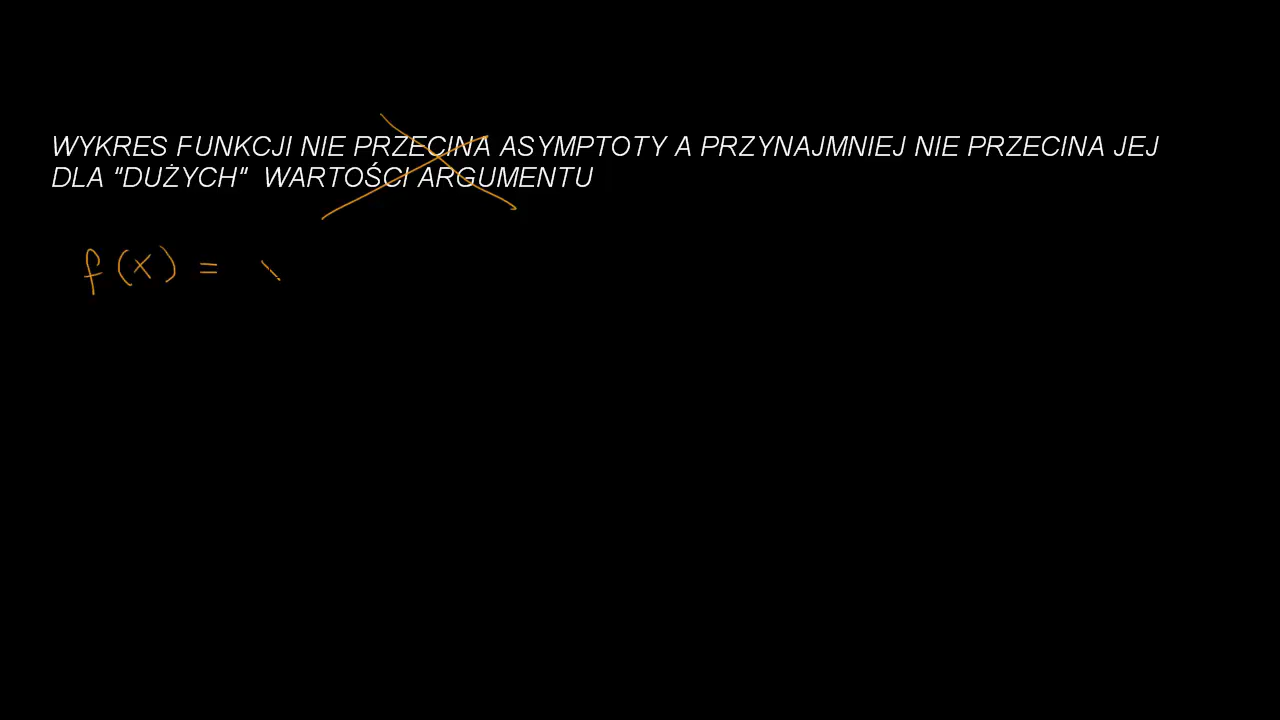 WYKRES FUNKCJI NIE PRZECINA ASYMPTOTY A PRZYNAJMNIEJ NIE PRZECINA JEJ
DLA "DUŻYCH" WARTOŚCI ARGUMENTU
f(x) =